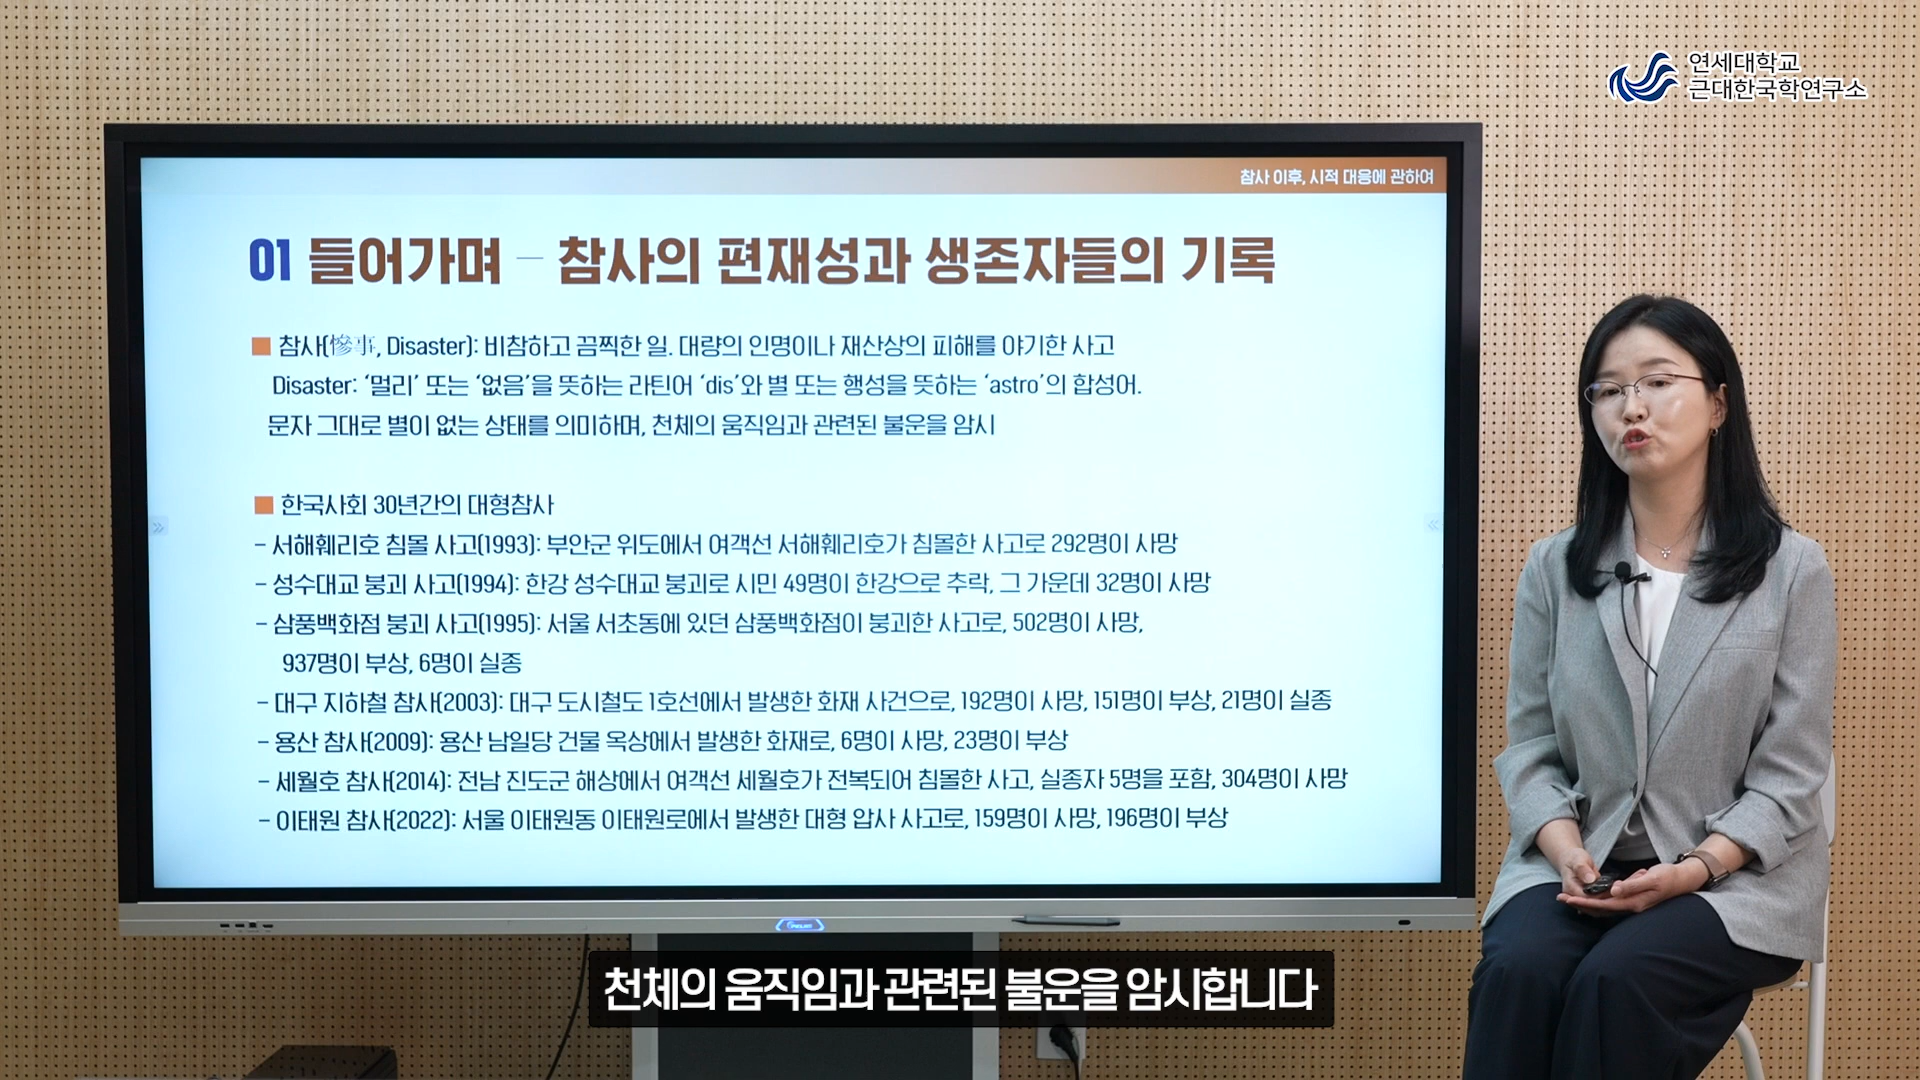 연세대학교
근대한국학연구소
참사 이후, 시적 대응에 관하여
01 들어가며 – 참사의 편재성과 생존자들의 기록
■ 참사(慘事, Disaster): 비참하고 끔찍한 일. 대량의 인명이나 재산상의 피해를 야기한 사고
Disaster: ‘멀리’ 또는 ‘없음’을 뜻하는 라틴어 ‘dis’와 별 또는 행성을 뜻하는 ‘astro’의 합성어.
문자 그대로 별이 없는 상태를 의미하며, 천체의 움직임과 관련된 불운을 암시
■ 한국사회 30년간의 대형참사
– 서해훼리호 침몰 사고(1993): 부안군 위도에서 여객선 서해훼리호가 침몰한 사고로 292명이 사망
– 성수대교 붕괴 사고(1994): 한강 성수대교 붕괴로 시민 49명이 한강으로 추락, 그 가운데 32명이 사망
– 삼풍백화점 붕괴 사고(1995): 서울 서초동에 있던 삼풍백화점이 붕괴한 사고로, 502명이 사망,
937명이 부상, 6명이 실종
– 대구 지하철 참사(2003): 대구 도시철도 1호선에서 발생한 화재 사건으로, 192명이 사망, 151명이 부상, 21명이 실종
– 용산 참사(2009): 용산 남일당 건물 옥상에서 발생한 화재로, 6명이 사망, 23명이 부상
– 세월호 참사(2014): 전남 진도군 해상에서 여객선 세월호가 전복되어 침몰한 사고, 실종자 5명을 포함, 304명이 사망
– 이태원 참사(2022): 서울 이태원동 이태원로에서 발생한 대형 압사 사고로, 159명이 사망, 196명이 부상
천체의 움직임과 관련된 불운을 암시합니다